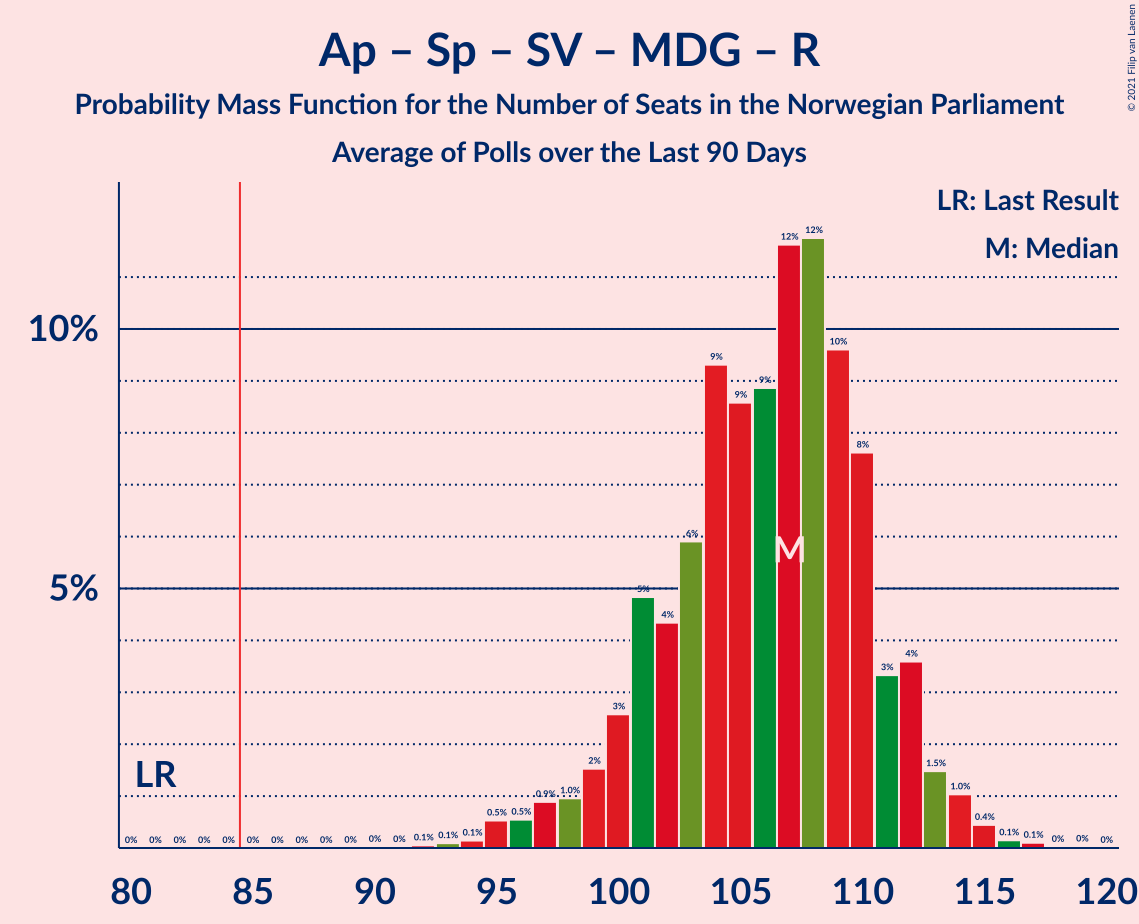 Ap – Sp – SV – MDG – R
Probability Mass Function for the Number of Seats in the Norwegian Parliament
Average of Polls over the Last 90 Days
© 2021 Filip van Laenen
LR: Last Result
M: Median
10%
5%
LR
M
0% 0% 0% 0% 0% 0% 0% 0% 0% 0% 0% 0% 0.1% 0.1% 0.1% 0.5% 0.5% 0.9% 1.0% 2% 3% 5% 4% 6% 9% 9% 9% 12% 12% 10% 8% 3% 4% 1.5% 1.0% 0.4% 0.1% 0.1% 0% 0% 0%
80 85 90 95 100 105 110 115 120